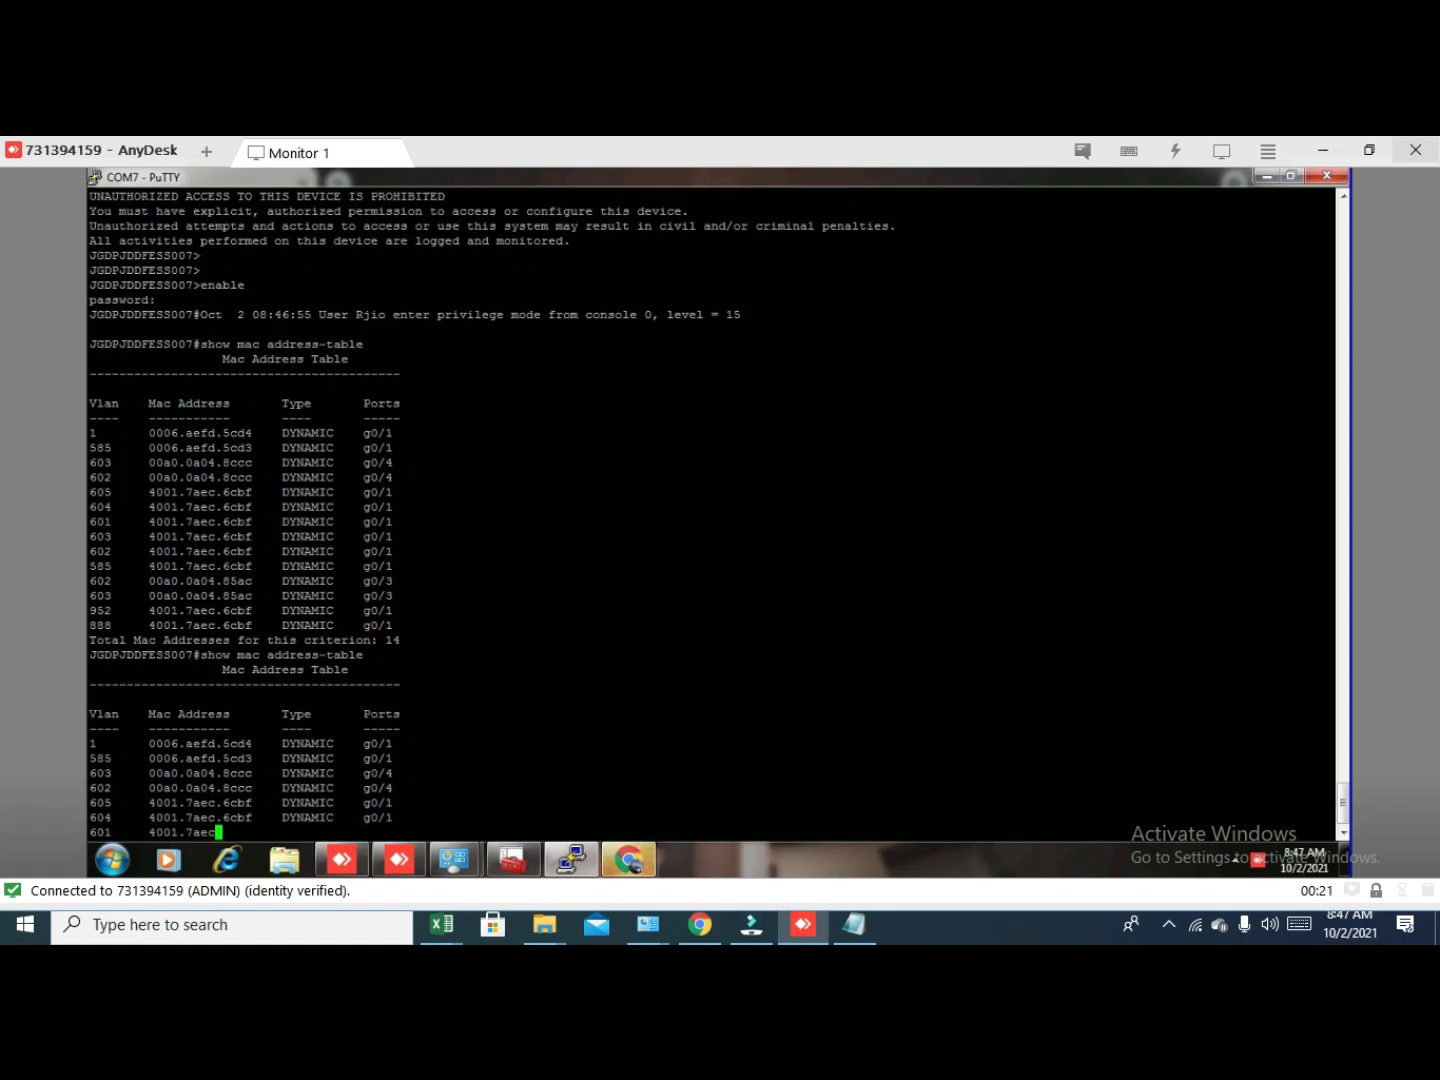 731394159 - AnyDesk
Monitor 1
COM7 - PuTTY
UNAUTHORIZED ACCESS TO THIS DEVICE IS PROHIBITED
You must have explicit, authorized permission to access or configure this device.
Unauthorized attempts and actions to access or use this system may result in civil and/or criminal penalties.
All activities performed on this device are logged and monitored.
JGDPJDDFESS007>
JGDPJDDFESS007>
JGDPJDDFESS007>enable
password:
JGDPJDDFESS007#Oct  2 08:46:55 User Rjio enter privilege mode from console 0, level = 15
JGDPJDDFESS007#show mac address-table
Mac Address Table
------------------------------------------
Vlan    Mac Address       Type       Ports
----    -----------       ----       -----
1       0006.aefd.5cd4    DYNAMIC    g0/1
585     0006.aefd.5cd3    DYNAMIC    g0/1
603     00a0.0a04.8ccc    DYNAMIC    g0/4
602     00a0.0a04.8ccc    DYNAMIC    g0/4
605     4001.7aec.6cbf    DYNAMIC    g0/1
604     4001.7aec.6cbf    DYNAMIC    g0/1
601     4001.7aec.6cbf    DYNAMIC    g0/1
603     4001.7aec.6cbf    DYNAMIC    g0/1
602     4001.7aec.6cbf    DYNAMIC    g0/1
585     4001.7aec.6cbf    DYNAMIC    g0/1
602     00a0.0a04.85ac    DYNAMIC    g0/3
603     00a0.0a04.85ac    DYNAMIC    g0/3
952     4001.7aec.6cbf    DYNAMIC    g0/1
888     4001.7aec.6cbf    DYNAMIC    g0/1
Total Mac Addresses for this criterion: 14
JGDPJDDFESS007#show mac address-table
Mac Address Table
------------------------------------------
Vlan    Mac Address       Type       Ports
----    -----------       ----       -----
1       0006.aefd.5cd4    DYNAMIC    g0/1
585     0006.aefd.5cd3    DYNAMIC    g0/1
603     00a0.0a04.8ccc    DYNAMIC    g0/4
602     00a0.0a04.8ccc    DYNAMIC    g0/4
605     4001.7aec.6cbf    DYNAMIC    g0/1
604     4001.7aec.6cbf    DYNAMIC    g0/1
601     4001.7aec
Activate Windows
Go to Settings to activate Windows.
8:47 AM
10/2/2021
Connected to 731394159 (ADMIN) (identity verified).
00:21
Type here to search
8:47 AM
10/2/2021